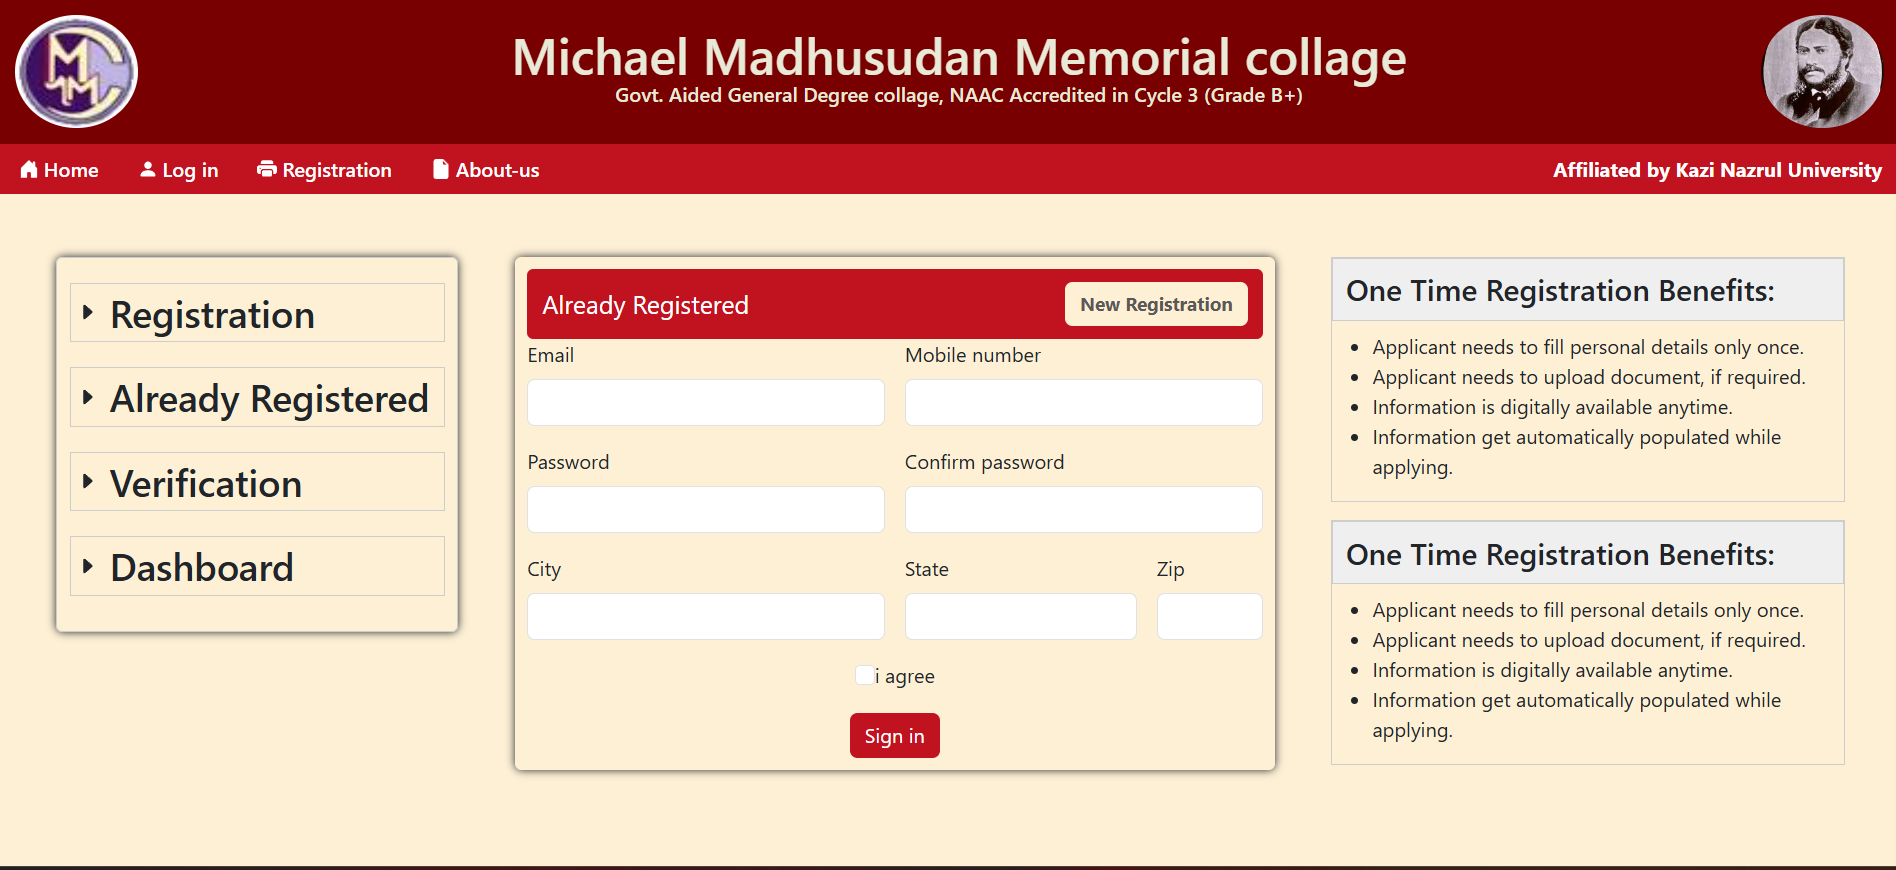 Michael Madhusudan Memorial collage
Govt. Aided General Degree collage, NAAC Accredited in Cycle 3 (Grade B+)
Home
Log in
Registration
About-us
Affiliated by Kazi Nazrul University
Registration
Already Registered
Verification
Dashboard
Already Registered
New Registration
Email
Mobile number
Password
Confirm password
City
State
Zip
i agree
Sign in
One Time Registration Benefits:
Applicant needs to fill personal details only once.
Applicant needs to upload document, if required.
Information is digitally available anytime.
Information get automatically populated while
applying.
One Time Registration Benefits:
Applicant needs to fill personal details only once.
Applicant needs to upload document, if required.
Information is digitally available anytime.
Information get automatically populated while
applying.